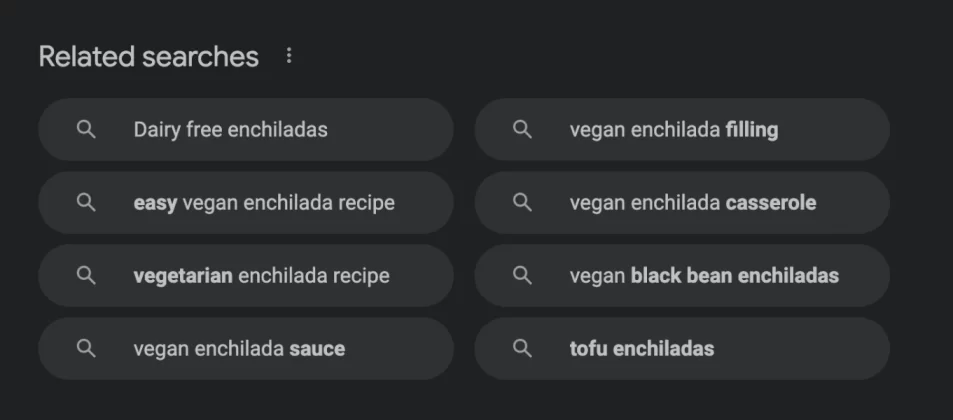 Related searches
Dairy free enchiladas
vegan enchilada filling
easy vegan enchilada recipe
vegan enchilada casserole
vegetarian enchilada recipe
vegan black bean enchiladas
vegan enchilada sauce
tofu enchiladas